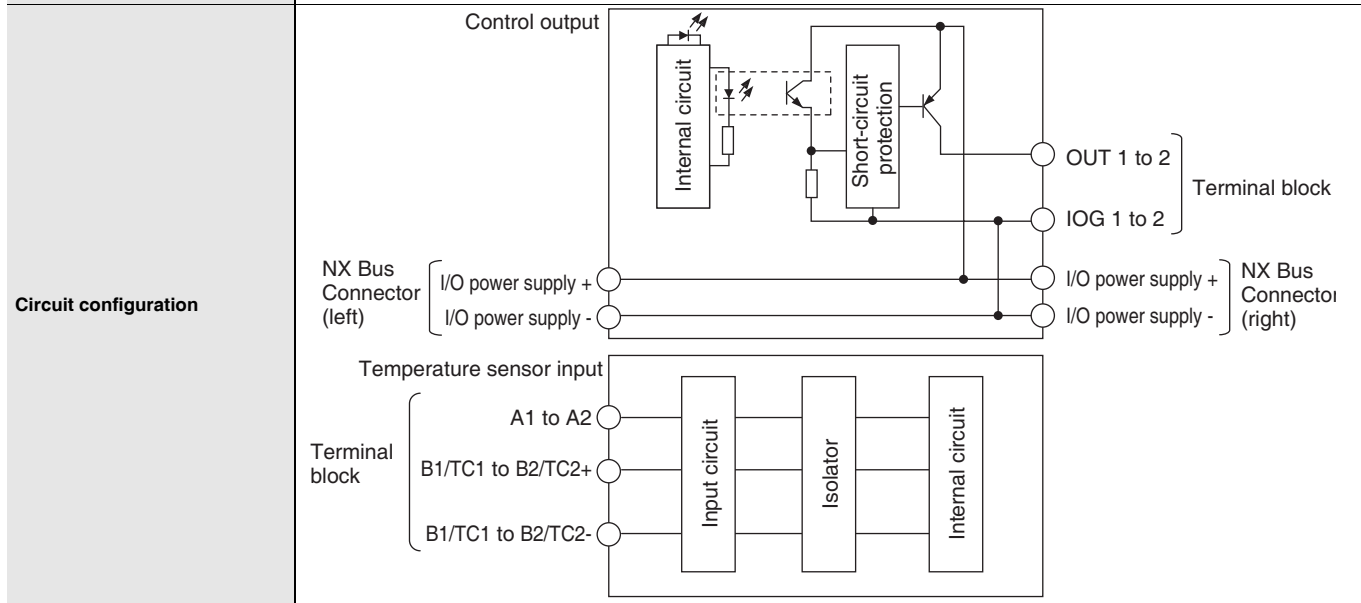 Circuit configuration
Control output
Internal circuit
Short-circuit
protection
OUT 1 to 2
IOG 1 to 2
Terminal block
NX Bus
Connector
(left)
I/O power supply +
I/O power supply -
I/O power supply +
I/O power supply -
NX Bus
Connector
(right)
Temperature sensor input
Terminal
block
A1 to A2
B1/TC1 to B2/TC2+
B1/TC1 to B2/TC2-
Input circuit
Isolator
Internal circuit